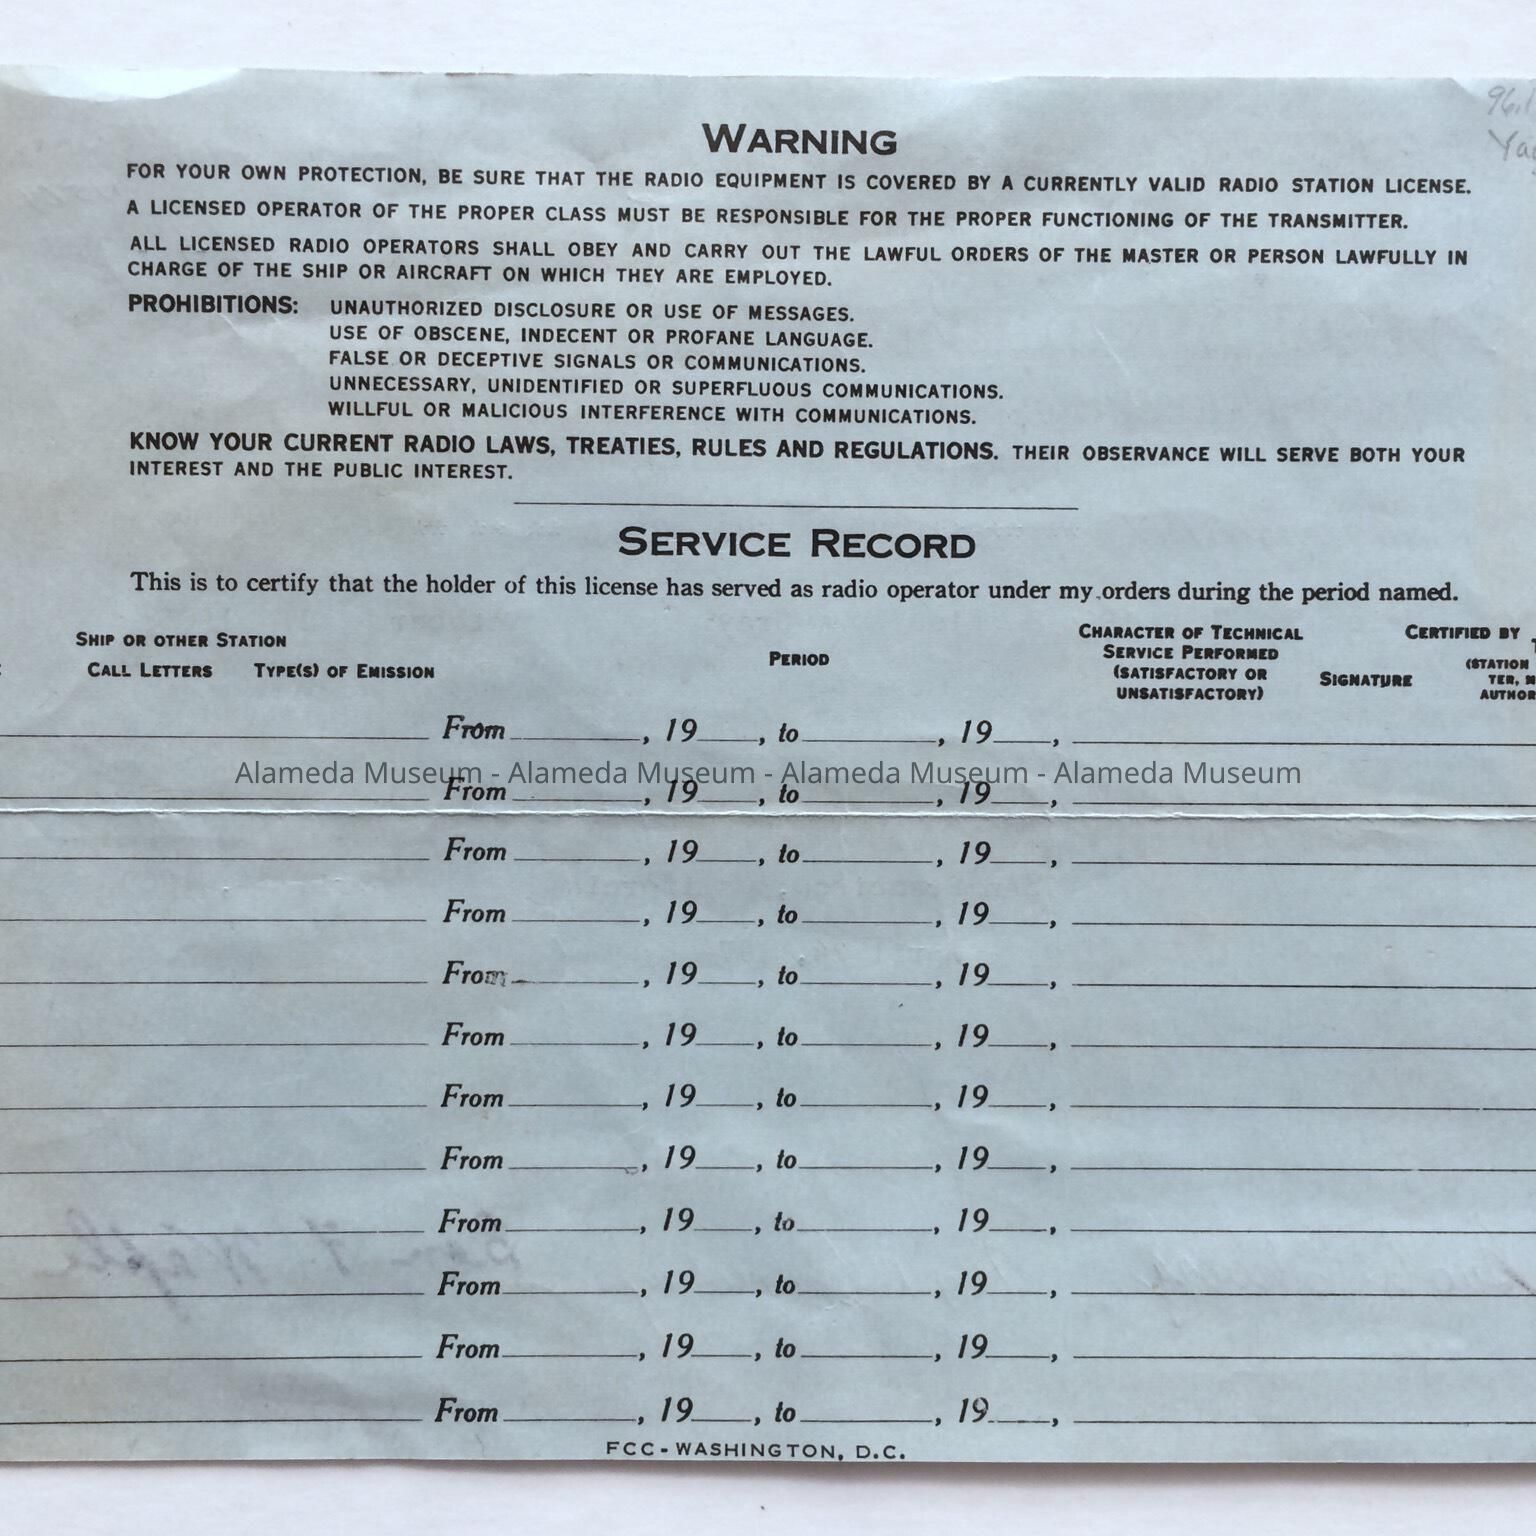 WARNING
FOR YOUR OWN PROTECTION, BE SURE THAT THE RADIO EQUIPMENT IS COVERED BY A CURRENTLY VALID RADIO STATION LICENSE.
A LICENSED OPERATOR OF THE PROPER CLASS MUST BE RESPONSIBLE FOR THE PROPER FUNCTIONING OF THE TRANSMITTER.
ALL LICENSED RADIO OPERATORS SHALL OBEY AND CARRY OUT THE LAWFUL ORDERS OF THE MASTER OR PERSON LAWFULLY IN
CHARGE OF THE SHIP OR AIRCRAFT ON WHICH THEY ARE EMPLOYED.
PROHIBITIONS: UNAUTHORIZED DISCLOSURE OR USE OF MESSAGES.
USE OF OBSCENE, INDECENT OR PROFANE LANGUAGE.
FALSE OR DECEPTIVE SIGNALS OR COMMUNICATIONS.
UNNECESSARY, UNIDENTIFIED OR SUPERFLUOUS COMMUNICATIONS.
WILLFUL OR MALICIOUS INTERFERENCE WITH COMMUNICATIONS.
KNOW YOUR CURRENT RADIO LAWS, TREATIES, RULES AND REGULATIONS. THEIR OBSERVANCE WILL SERVE BOTH YOUR
INTEREST AND THE PUBLIC INTEREST.
SERVICE RECORD
This is to certify that the holder of this license has served as radio operator under my orders during the period named.
SHIP OR OTHER STATION
CALL LETTERS TYPE(S) OF EMISSION
PERIOD
CHARACTER OF TECHNICAL
SERVICE PERFORMED
(SATISFACTORY OR
UNSATISFACTORY)
SIGNATURE
CERTIFIED BY
(STATION
TER, M
AUTHOR
From , 19 , to , 19 ,
Alameda Museum - Alameda Museum - Alameda Museum - Alameda Museum
From , 19 , to , 19 ,
From , 19 , to , 19 ,
From , 19 , to , 19 ,
From , 19 , to , 19 ,
From , 19 , to , 19 ,
From , 19 , to , 19 ,
From , 19 , to , 19 ,
From , 19 , to , 19 ,
From , 19 , to , 19 ,
From , 19 , to , 19 ,
From , 19 , to , 19 ,
FCC - WASHINGTON, D.C.